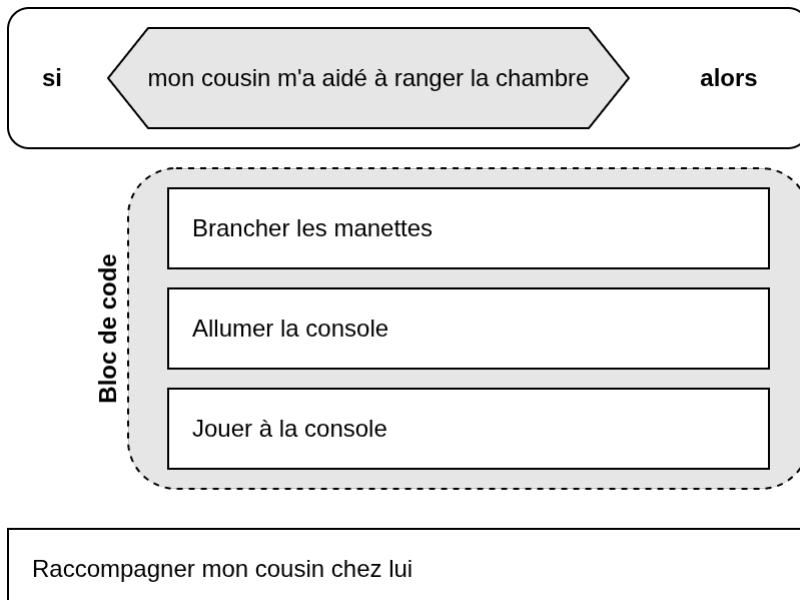 si mon cousin m'a aidé à ranger la chambre alors
Bloc de code
Brancher les manettes
Allumer la console
Jouer à la console
Raccompagner mon cousin chez lui